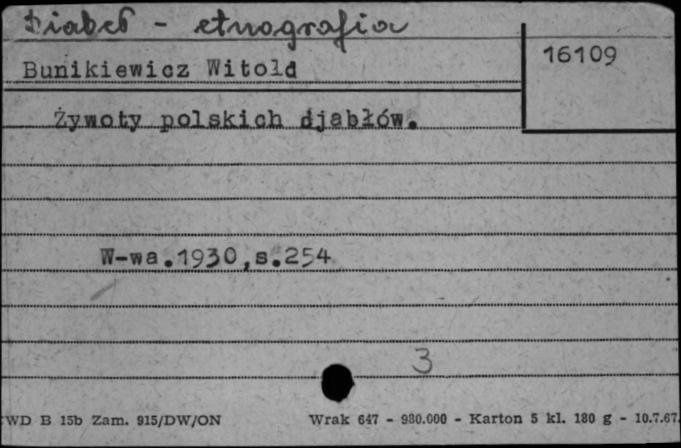 Diabeł - etnografia
16109
Bunikiewicz Witold
Żywoty polskich djabłów.
W-wa.1930,s.254
3
WD B 15b Zam. 915/DW/ON Wrak 647 - 980.000 - Karton 5 kl. 180 g - 10.7.67.